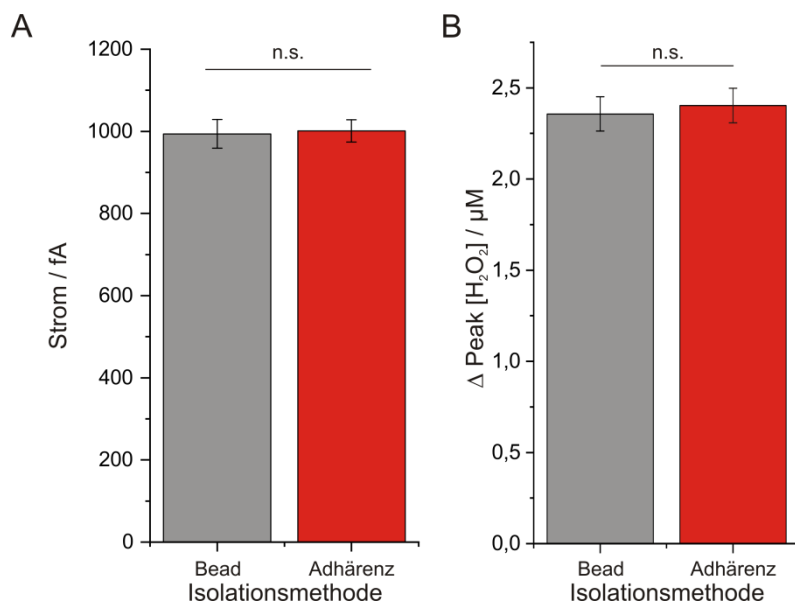 A
n.s.
Strom / fA
1200
1000
800
600
400
200
0
Bead
Adhärenz
Isolationsmethode
B
n.s.
Δ Peak [H₂O₂] / µM
2,5
2,0
1,5
1,0
0,5
0,0
Bead
Adhärenz
Isolationsmethode